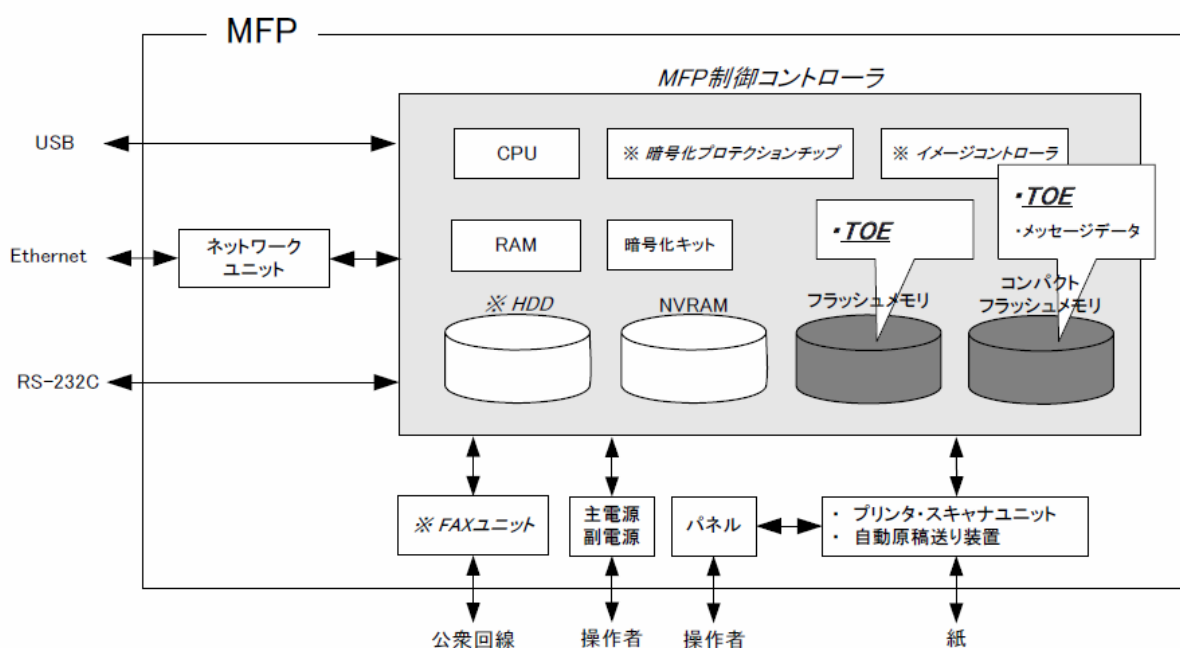 MFP
MFP制御コントローラ
USB
CPU
※ 暗号化プロテクションチップ
※ イメージコントローラ
・TOE
・メッセージデータ
・TOE
Ethernet
ネットワーク
ユニット
RAM
暗号化キット
※ HDD
NVRAM
フラッシュメモリ
コンパクト
フラッシュメモリ
RS-232C
※ FAXユニット
主電源
副電源
パネル
・ プリンタ・スキャナユニット
・ 自動原稿送り装置
公衆回線
操作者
操作者
紙